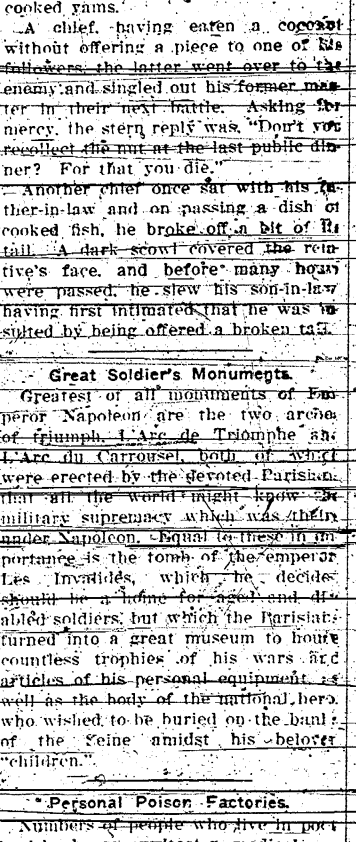 cooked yams.
A chief, having eaten a cocoanut
without offering a piece to one of his
followers, the latter went over to the
enemy and singled out his former mas-
ter in their next battle. Asking for
mercy, the stern reply was, "Don't you
recollect the nut at the last public din-
ner? For that you die."
Another chief once sat with his fa-
ther-in-law and on passing a dish of
cooked fish, he broke off a bit of its
tail. A dark scowl covered the rela-
tive's face, and before many hours
were passed, he slew his son-in-law
having first intimated that he was in-
sulted by being offered a broken tail.
Great Soldier's Monuments.
Greatest of all monuments of Em-
peror Napoleon are the two arches
of triumph, L'Arc de Triomphe and
L'Arc du Carrousel, both of which
were erected by the devoted Parisians
that all the world might know the
military supremacy which was theirs
under Napoleon. Equal to these in im-
portance is the tomb of the emperor
Les Invalides, which he decided
should be a home for aged and dis-
abled soldiers, but which the Parisians
turned into a great museum to house
countless trophies of his wars and
articles of his personal equipment as
well as the body of the national hero
who wished to be buried on the banks
of the Seine amidst his beloved
"children."
Personal Poison Factories.
Numbers of people who live in poor